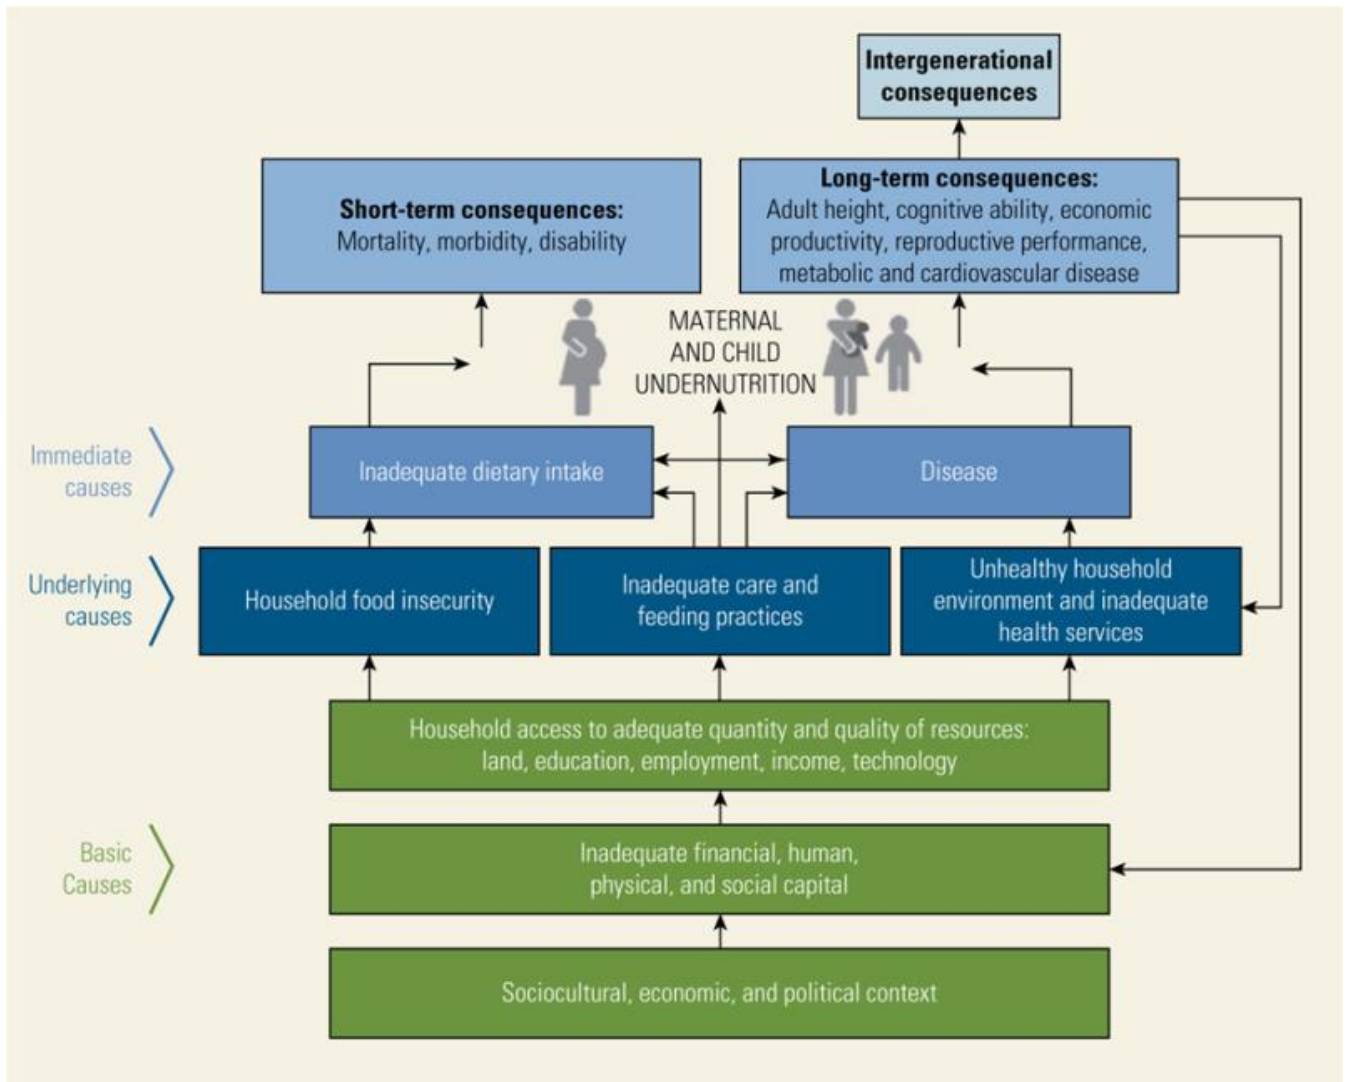 Intergenerational
consequences
Short-term consequences:
Mortality, morbidity, disability
Long-term consequences:
Adult height, cognitive ability, economic
productivity, reproductive performance,
metabolic and cardiovascular disease
MATERNAL
AND CHILD
UNDERNUTRITION
Immediate
causes
Inadequate dietary intake
Disease
Underlying
causes
Household food insecurity
Inadequate care and
feeding practices
Unhealthy household
environment and inadequate
health services
Household access to adequate quantity and quality of resources:
land, education, employment, income, technology
Basic
Causes
Inadequate financial, human,
physical, and social capital
Sociocultural, economic, and political context